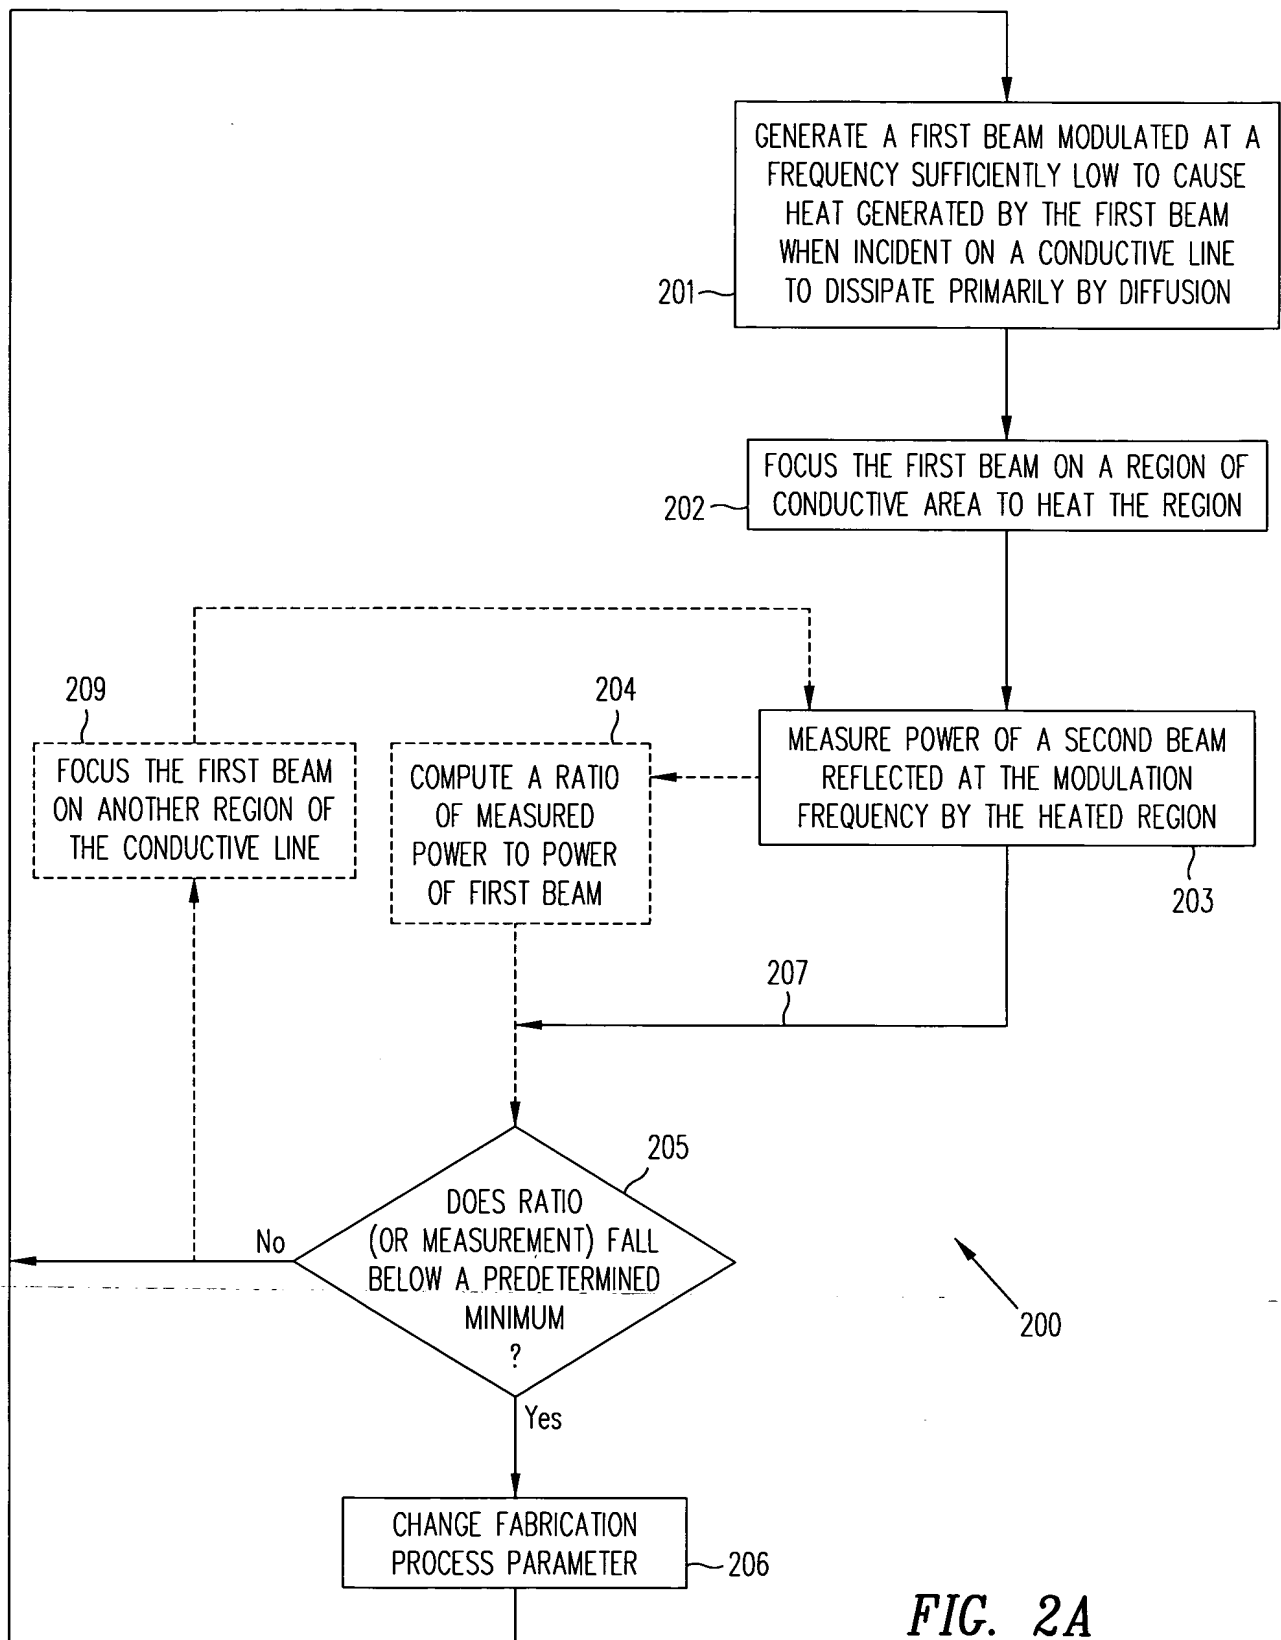 GENERATE A FIRST BEAM MODULATED AT A
FREQUENCY SUFFICIENTLY LOW TO CAUSE
HEAT GENERATED BY THE FIRST BEAM
WHEN INCIDENT ON A CONDUCTIVE LINE
TO DISSIPATE PRIMARILY BY DIFFUSION
201
FOCUS THE FIRST BEAM ON A REGION OF
CONDUCTIVE AREA TO HEAT THE REGION
202
209
FOCUS THE FIRST BEAM
ON ANOTHER REGION OF
THE CONDUCTIVE LINE
204
COMPUTE A RATIO
OF MEASURED
POWER TO POWER
OF FIRST BEAM
MEASURE POWER OF A SECOND BEAM
REFLECTED AT THE MODULATION
FREQUENCY BY THE HEATED REGION
203
207
205
DOES RATIO
(OR MEASUREMENT) FALL
BELOW A PREDETERMINED
MINIMUM
?
No
200
Yes
CHANGE FABRICATION
PROCESS PARAMETER
206
FIG. 2A